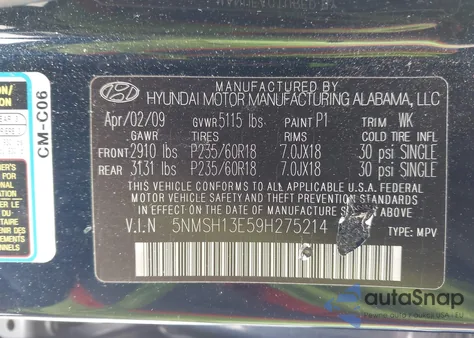 MANUFACTURED BY
HYUNDAI MOTOR MANUFACTURING ALABAMA, LLC
Apr/02/09 GVWR 5115 lbs PAINT P1 TRIM WK
GAWR TIRES RIMS COLD TIRE INFL.
FRONT 2910 lbs P235/60R18 7.0JX18 30 psi SINGLE
REAR 3131 lbs P235/60R18 7.0JX18 30 psi SINGLE
THIS VEHICLE CONFORMS TO ALL APPLICABLE U.S.A. FEDERAL
MOTOR VEHICLE SAFETY AND THEFT PREVENTION STANDARDS
IN EFFECT ON THE DATE OF MANUFACTURE SHOWN ABOVE.
V.I.N 5NMSH13E59H275214 TYPE: MPV
CM-C06
autoSnap